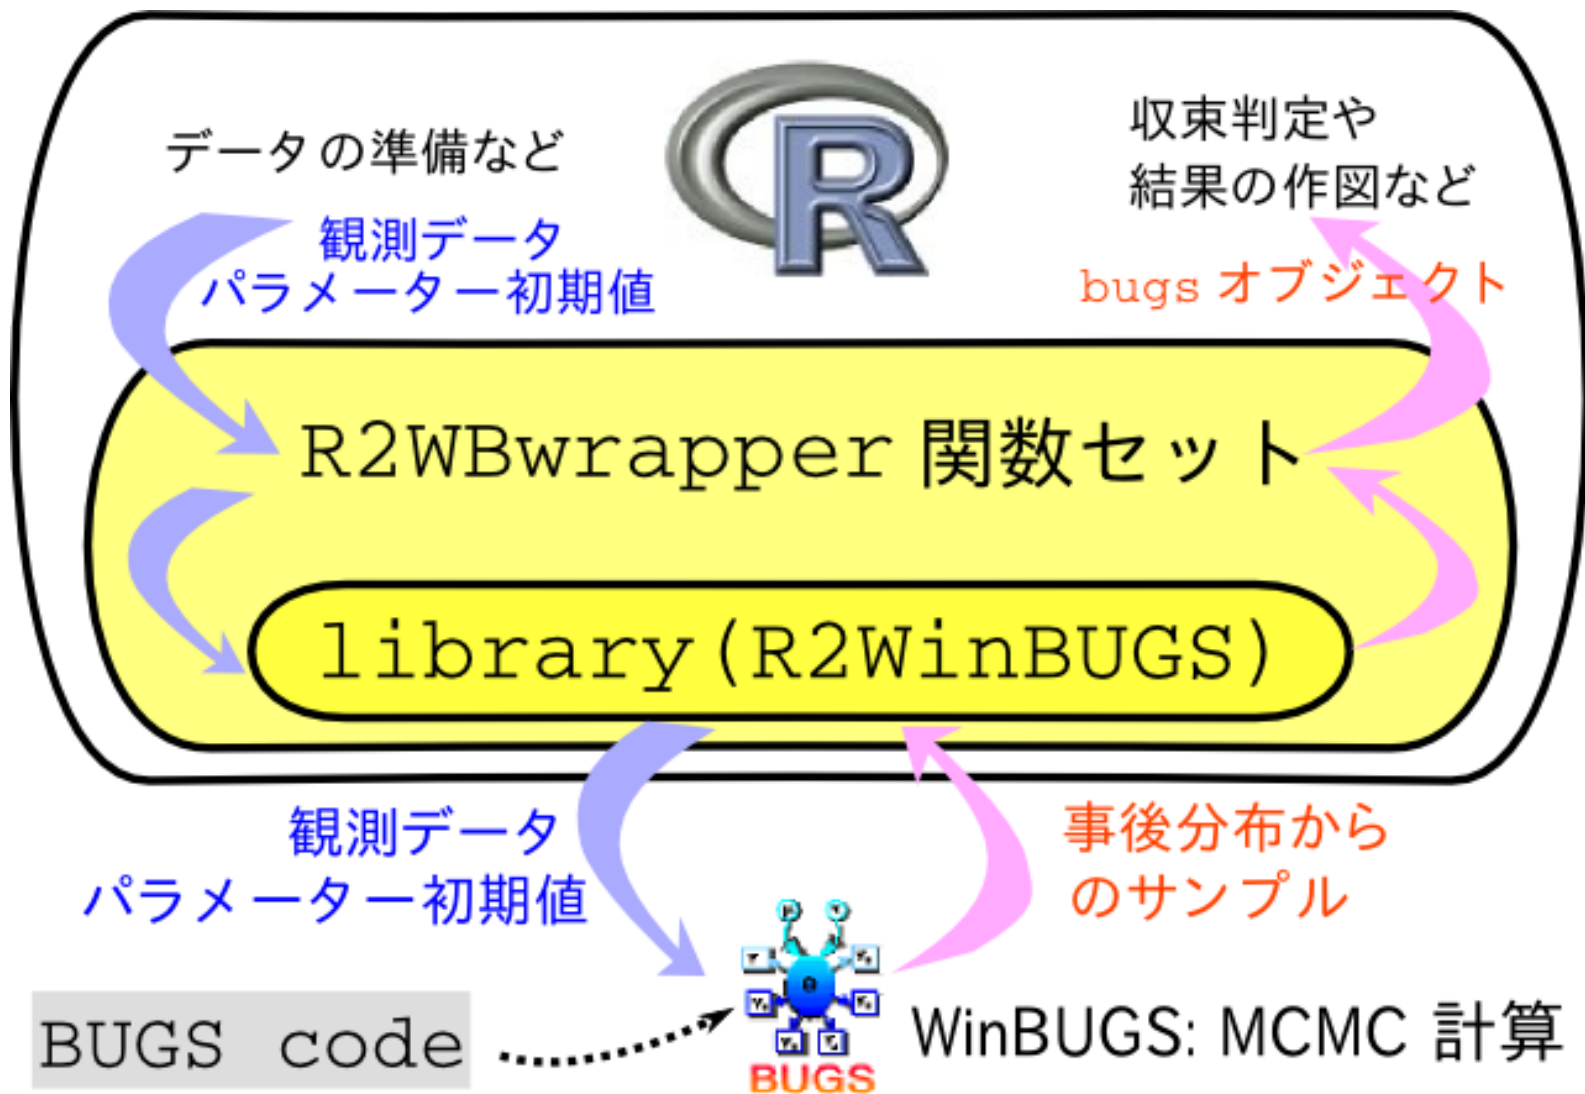 データの準備など
観測データ
パラメーター初期値
R
収束判定や
結果の作図など
bugs オブジェクト
R2WBwrapper 関数セット
library(R2WinBUGS)
観測データ
パラメーター初期値
事後分布から
のサンプル
BUGS code
BUGS
WinBUGS: MCMC 計算